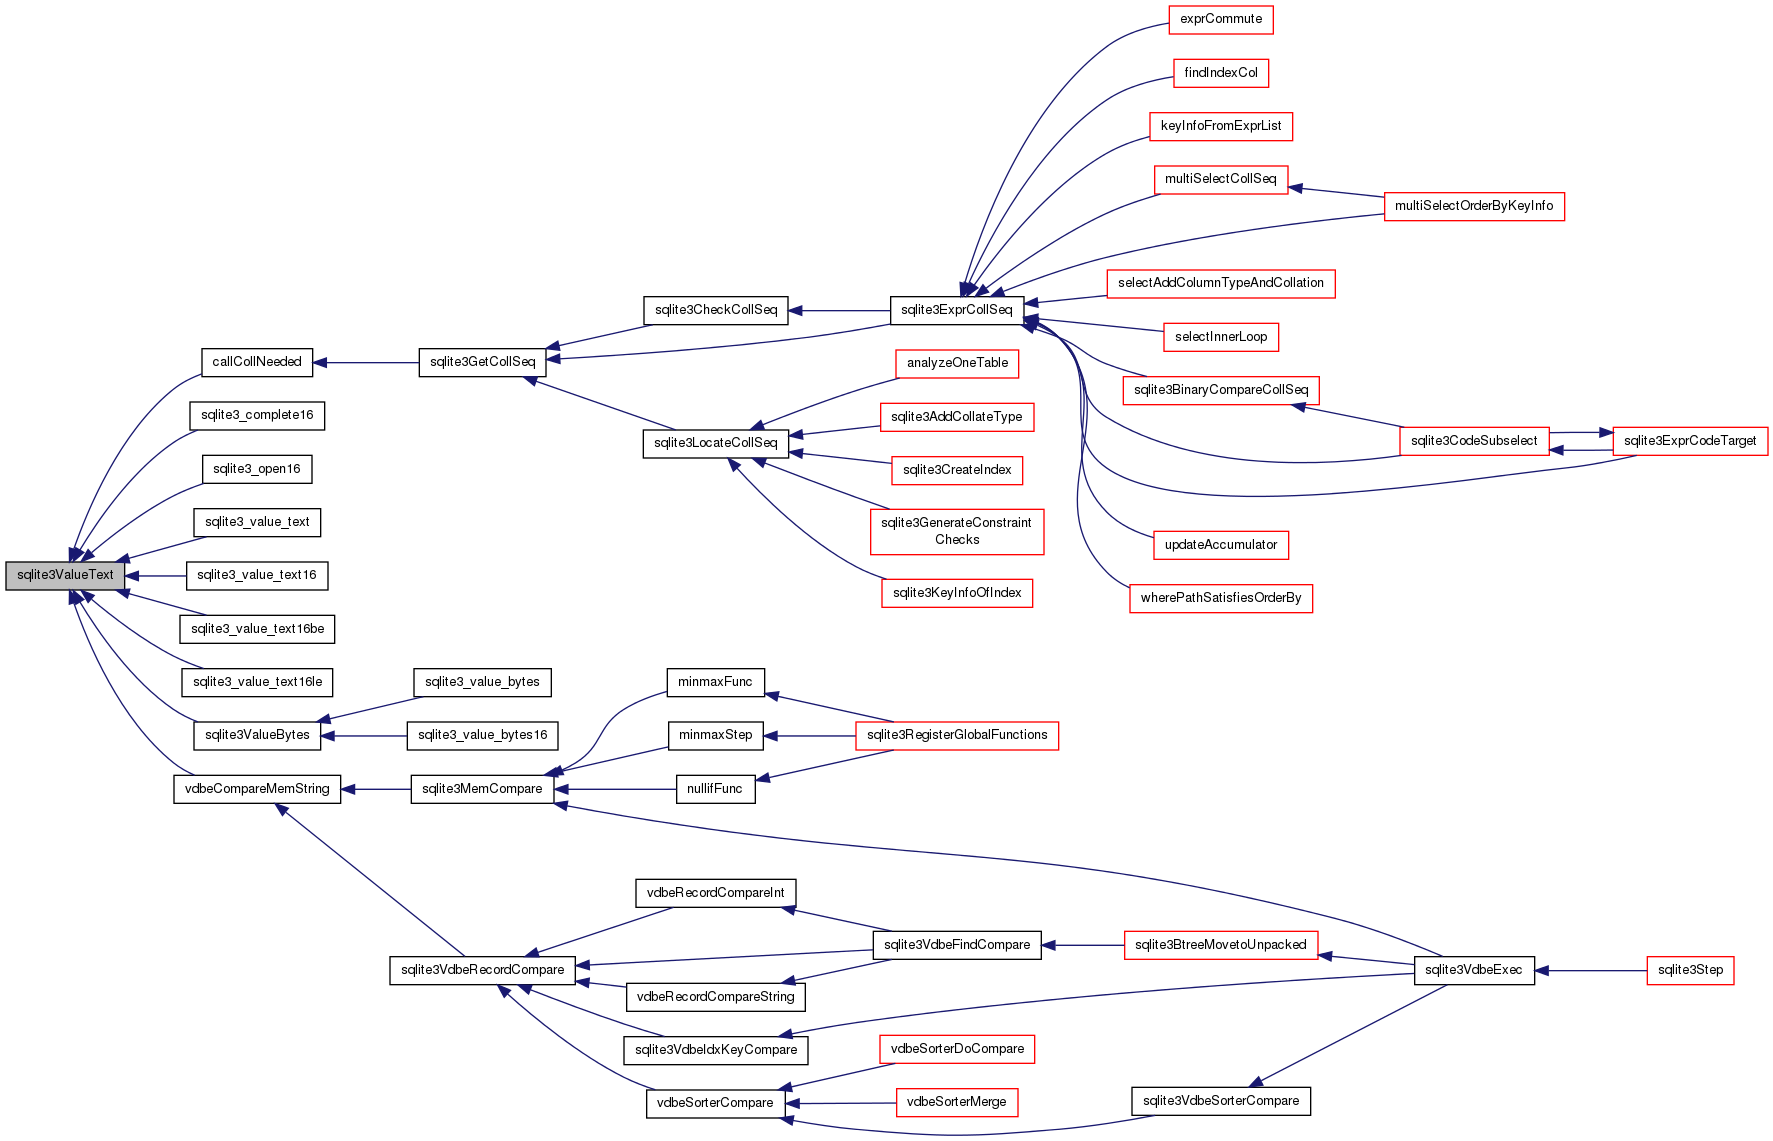 exprCommute
findIndexCol
keyInfoFromExprList
multiSelectCollSeq
multiSelectOrderByKeyInfo
selectAddColumnTypeAndCollation
sqlite3CheckCollSeq
sqlite3ExprCollSeq
selectInnerLoop
callCollNeeded
sqlite3GetCollSeq
analyzeOneTable
sqlite3BinaryCompareCollSeq
sqlite3_complete16
sqlite3AddCollateType
sqlite3LocateCollSeq
sqlite3CodeSubselect
sqlite3ExprCodeTarget
sqlite3_open16
sqlite3CreateIndex
sqlite3_value_text
sqlite3GenerateConstraint
Checks
updateAccumulator
sqlite3ValueText
sqlite3_value_text16
sqlite3KeyInfoOfIndex
wherePathSatisfiesOrderBy
sqlite3_value_text16be
sqlite3_value_text16le
sqlite3_value_bytes
minmaxFunc
sqlite3ValueBytes
sqlite3_value_bytes16
minmaxStep
sqlite3RegisterGlobalFunctions
vdbeCompareMemString
sqlite3MemCompare
nullifFunc
vdbeRecordCompareInt
sqlite3VdbeFindCompare
sqlite3BtreeMovetoUnpacked
sqlite3VdbeRecordCompare
sqlite3VdbeExec
sqlite3Step
vdbeRecordCompareString
sqlite3VdbeIdxKeyCompare
vdbeSorterDoCompare
vdbeSorterCompare
vdbeSorterMerge
sqlite3VdbeSorterCompare